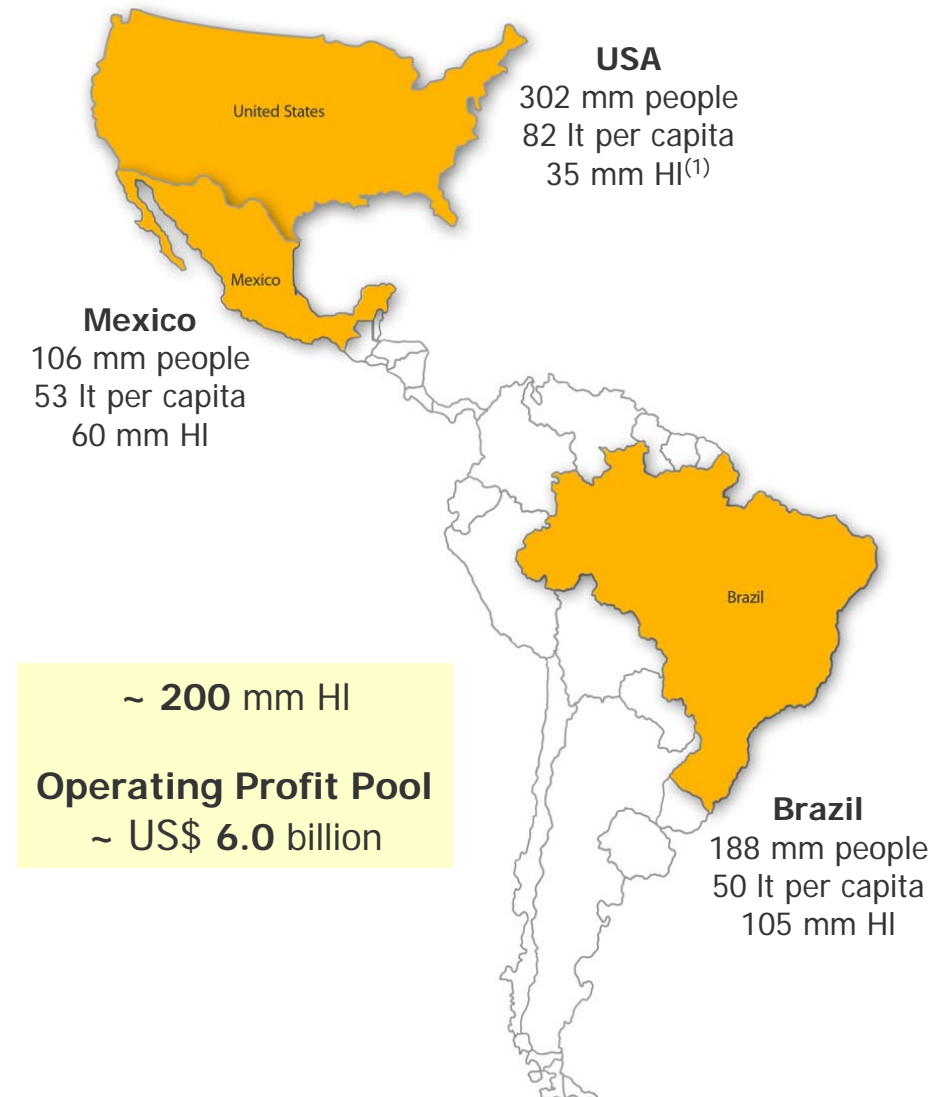 USA
302 mm people
82 lt per capita
35 mm Hl(1)
United States
Mexico
Mexico
106 mm people
53 lt per capita
60 mm Hl
Brazil
~ 200 mm Hl
Operating Profit Pool
~ US$ 6.0 billion
Brazil
188 mm people
50 lt per capita
105 mm Hl